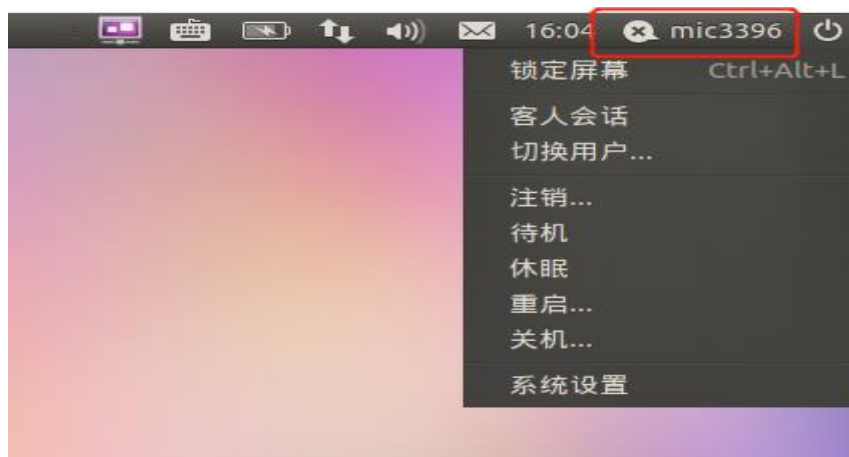 16:04 mic3396
锁定屏幕 Ctrl+Alt+L
客人会话
切换用户...
注销...
待机
休眠
重启...
关机...
系统设置